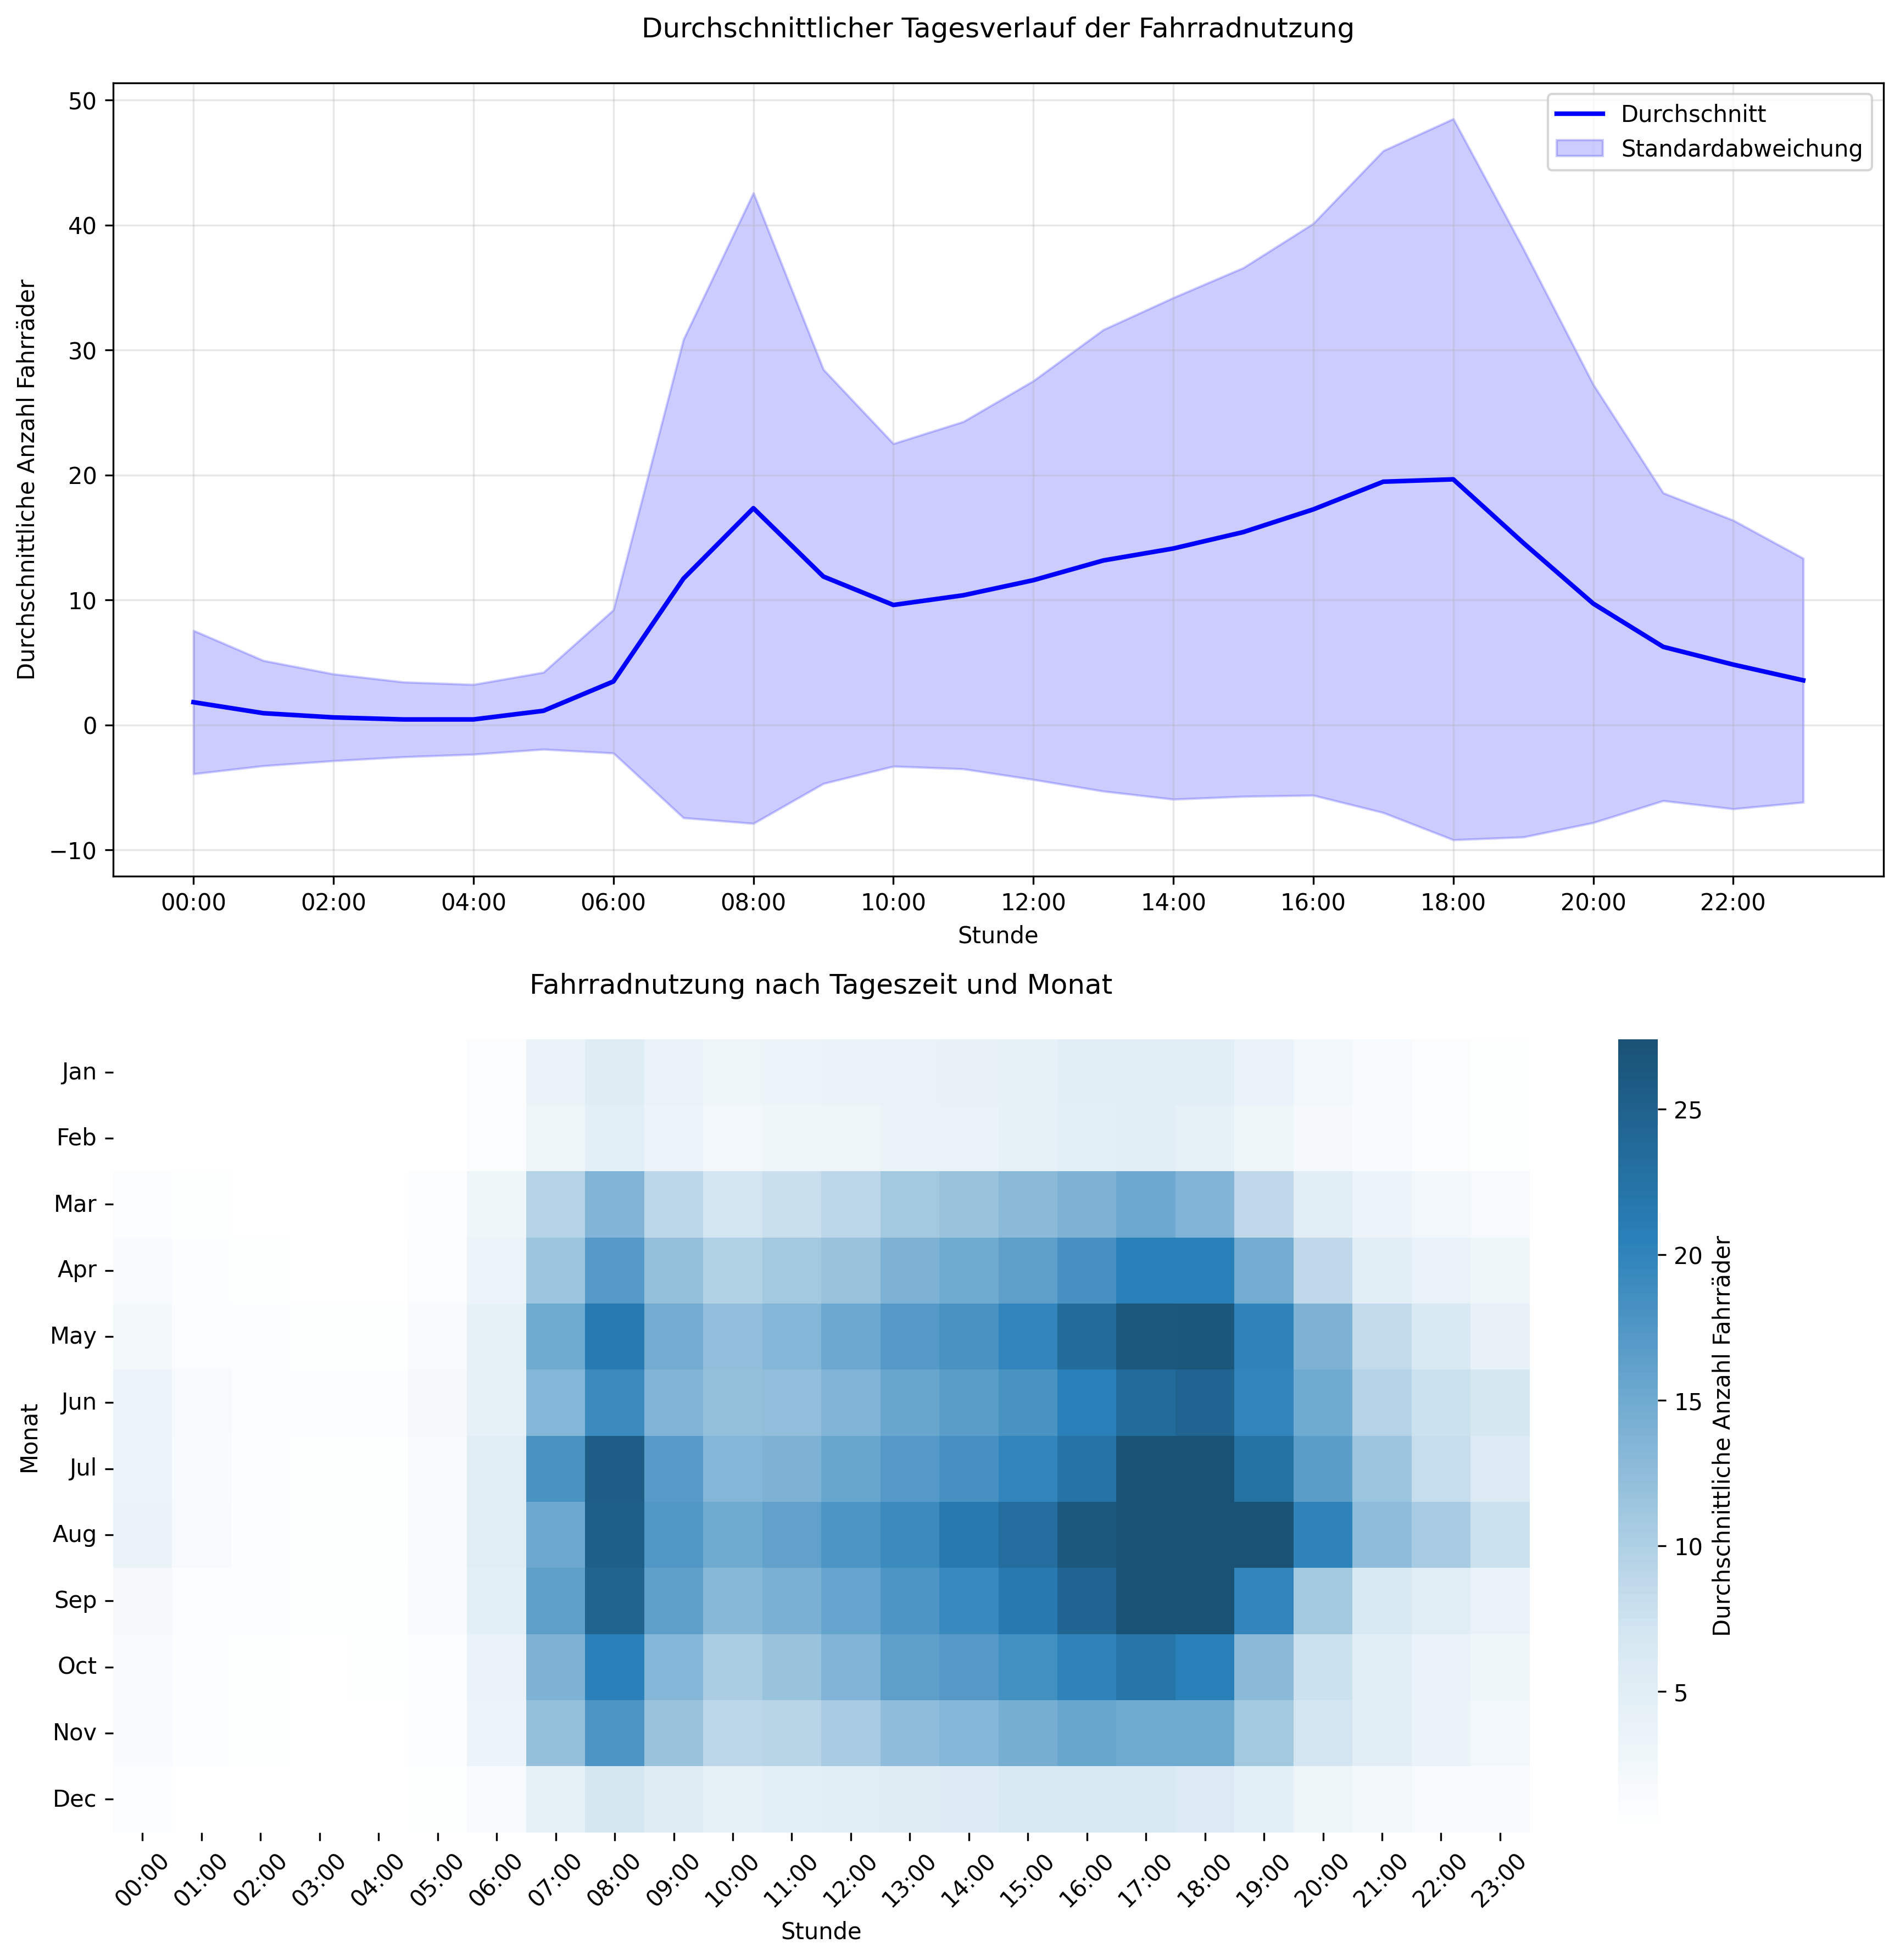 Durchschnittlicher Tagesverlauf der Fahrradnutzung
Durchschnittliche Anzahl Fahrräder
50
40
30
20
10
0
−10
Durchschnitt
Standardabweichung
00:00 02:00 04:00 06:00 08:00 10:00 12:00 14:00 16:00 18:00 20:00 22:00
Stunde
Fahrradnutzung nach Tageszeit und Monat
Monat
Jan
Feb
Mar
Apr
May
Jun
Jul
Aug
Sep
Oct
Nov
Dec
00:00 01:00 02:00 03:00 04:00 05:00 06:00 07:00 08:00 09:00 10:00 11:00 12:00 13:00 14:00 15:00 16:00 17:00 18:00 19:00 20:00 21:00 22:00 23:00
Stunde
25
20
15
10
5
Durchschnittliche Anzahl Fahrräder